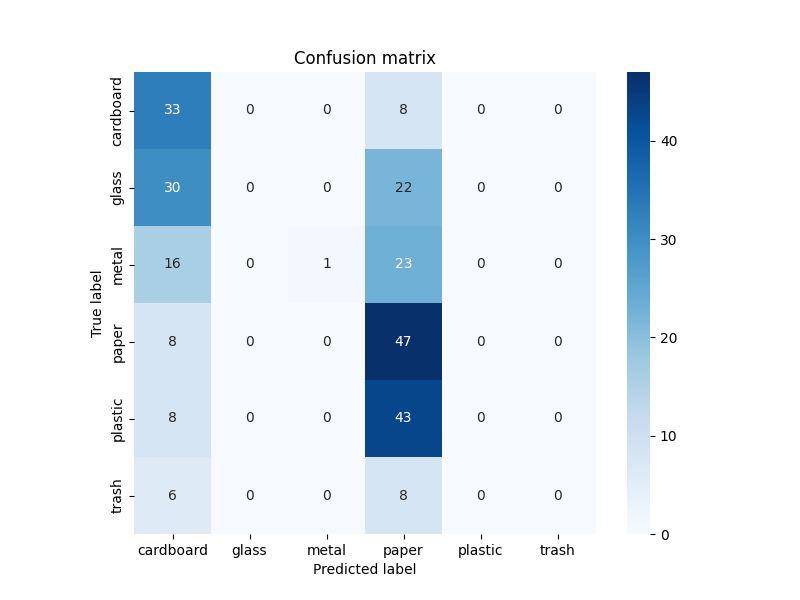 Confusion matrix
cardboard 33 0 0 8 0 0
glass 30 0 0 22 0 0
metal 16 0 1 23 0 0
paper 8 0 0 47 0 0
plastic 8 0 0 43 0 0
trash 6 0 0 8 0 0
cardboard glass metal paper plastic trash
Predicted label
True label
40
30
20
10
0